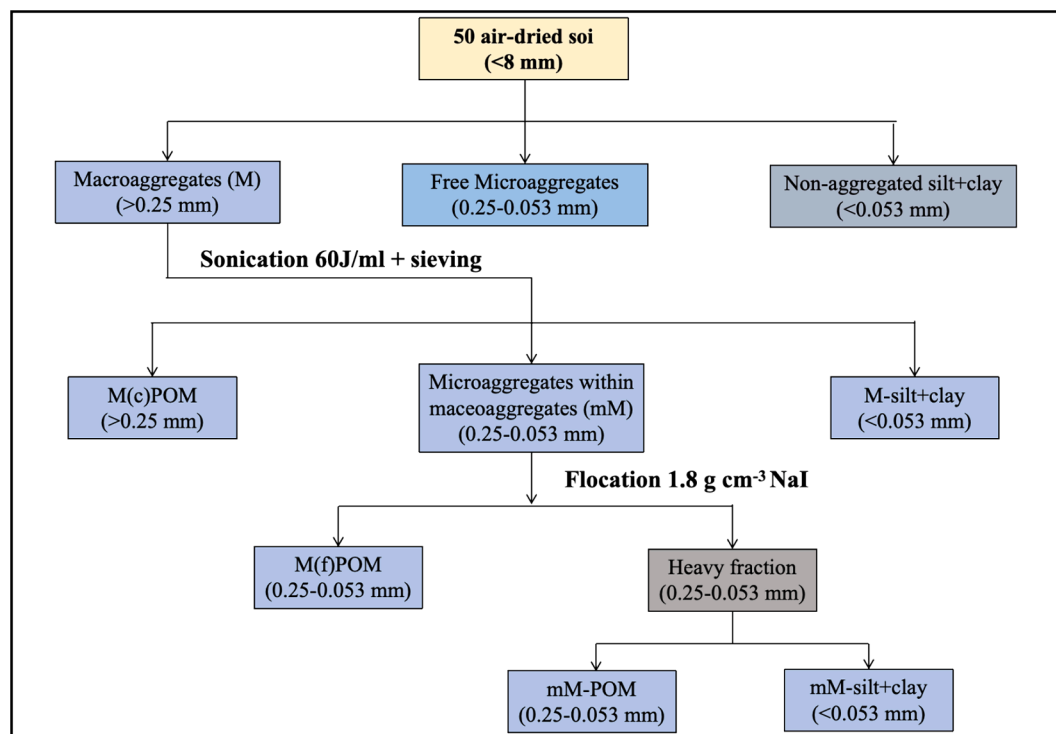 50 air-dried soi
(<8 mm)
Macroaggregates (M)
(>0.25 mm)
Free Microaggregates
(0.25-0.053 mm)
Non-aggregated silt+clay
(<0.053 mm)
Sonication 60J/ml + sieving
M(c)POM
(>0.25 mm)
Microaggregates within
maceoaggregates (mM)
(0.25-0.053 mm)
M-silt+clay
(<0.053 mm)
Flocation 1.8 g cm⁻³ NaI
M(f)POM
(0.25-0.053 mm)
Heavy fraction
(0.25-0.053 mm)
mM-POM
(0.25-0.053 mm)
mM-silt+clay
(<0.053 mm)